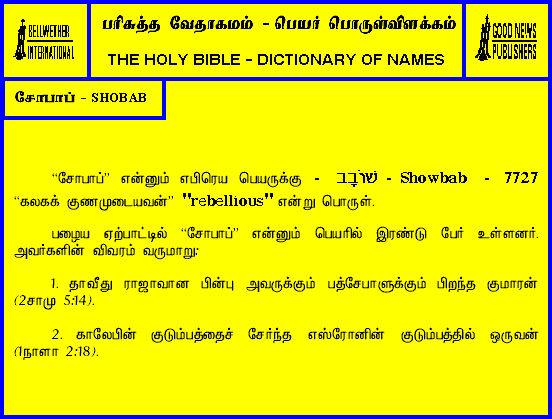 BELLWETHER
INTERNATIONAL
பரிசுத்த வேதாகமம் - பெயர் பொருள்விளக்கம்
THE HOLY BIBLE - DICTIONARY OF NAMES
GOOD NEWS
PUBLISHERS
சோபாப் - SHOBAB
“சோபாப்” என்னும் எபிரெய பெயருக்கு - שׁוֹבָב - Showbab - 7727
“கலகக் குணமுடையவன்” "rebellious" என்று பொருள்.
பழைய ஏற்பாட்டில் “சோபாப்” என்னும் பெயரில் இரண்டு பேர் உள்ளனர்.
அவர்களின் விவரம் வருமாறு:
1. தாவீது ராஜாவான பின்பு அவருக்கும் பத்சேபாளுக்கும் பிறந்த குமாரன்
(2சாமு 5:14).
2. காலேபின் குடும்பத்தைச் சேர்ந்த எஸ்ரோனின் குடும்பத்தில் ஒருவன்
(1நாளா 2:18).